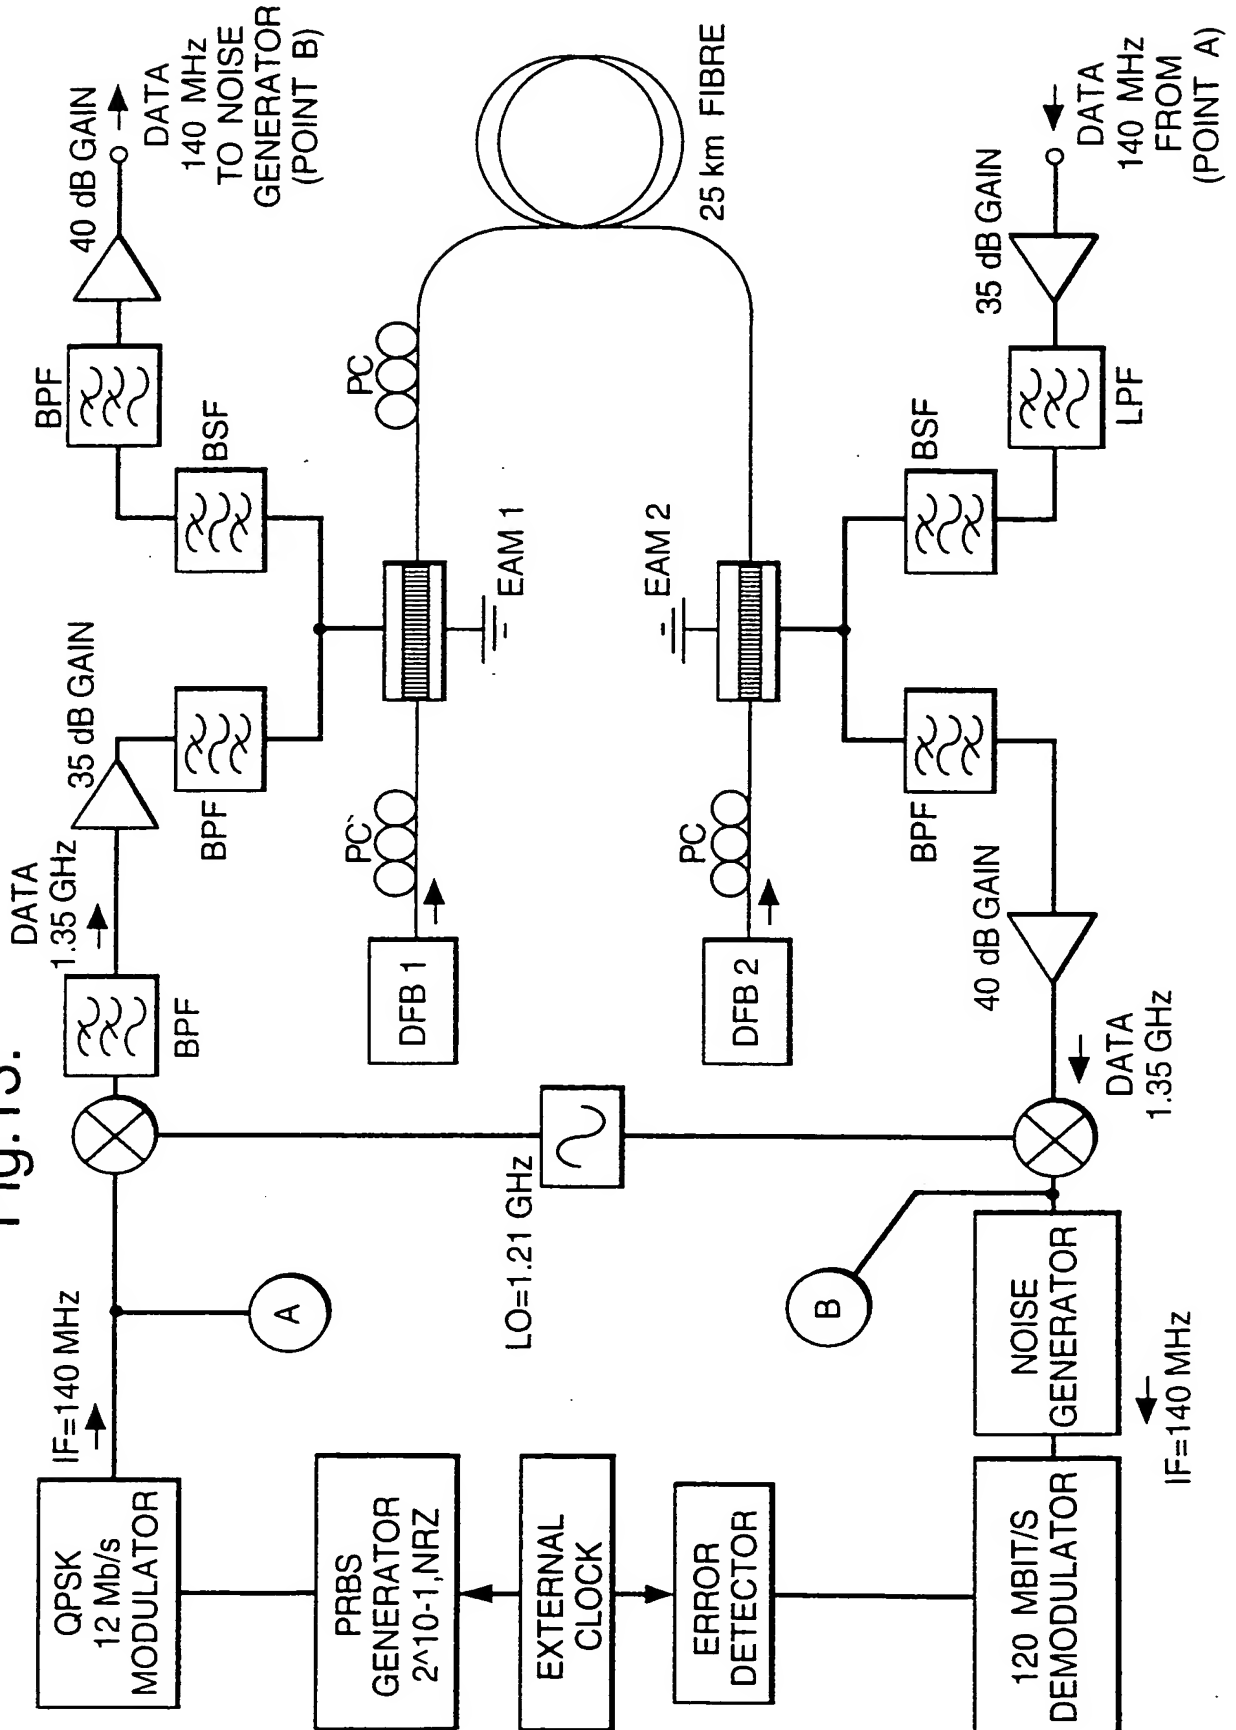 Fig.13.
QPSK
12 Mb/s
MODULATOR
IF=140 MHz
A
BPF
DATA
1.35 GHz
35 dB GAIN
BPF
BSF
BPF
40 dB GAIN
DATA
140 MHz
TO NOISE
GENERATOR
(POINT B)
PRBS
GENERATOR
2^10-1,NRZ
EXTERNAL
CLOCK
ERROR
DETECTOR
120 MBIT/S
DEMODULATOR
LO=1.21 GHz
DFB 1
PC`
EAM 1
PC
25 km FIBRE
DFB 2
PC
EAM 2
B
NOISE
GENERATOR
IF=140 MHz
DATA
1.35 GHz
40 dB GAIN
BPF
BSF
LPF
35 dB GAIN
DATA
140 MHz
FROM
(POINT A)